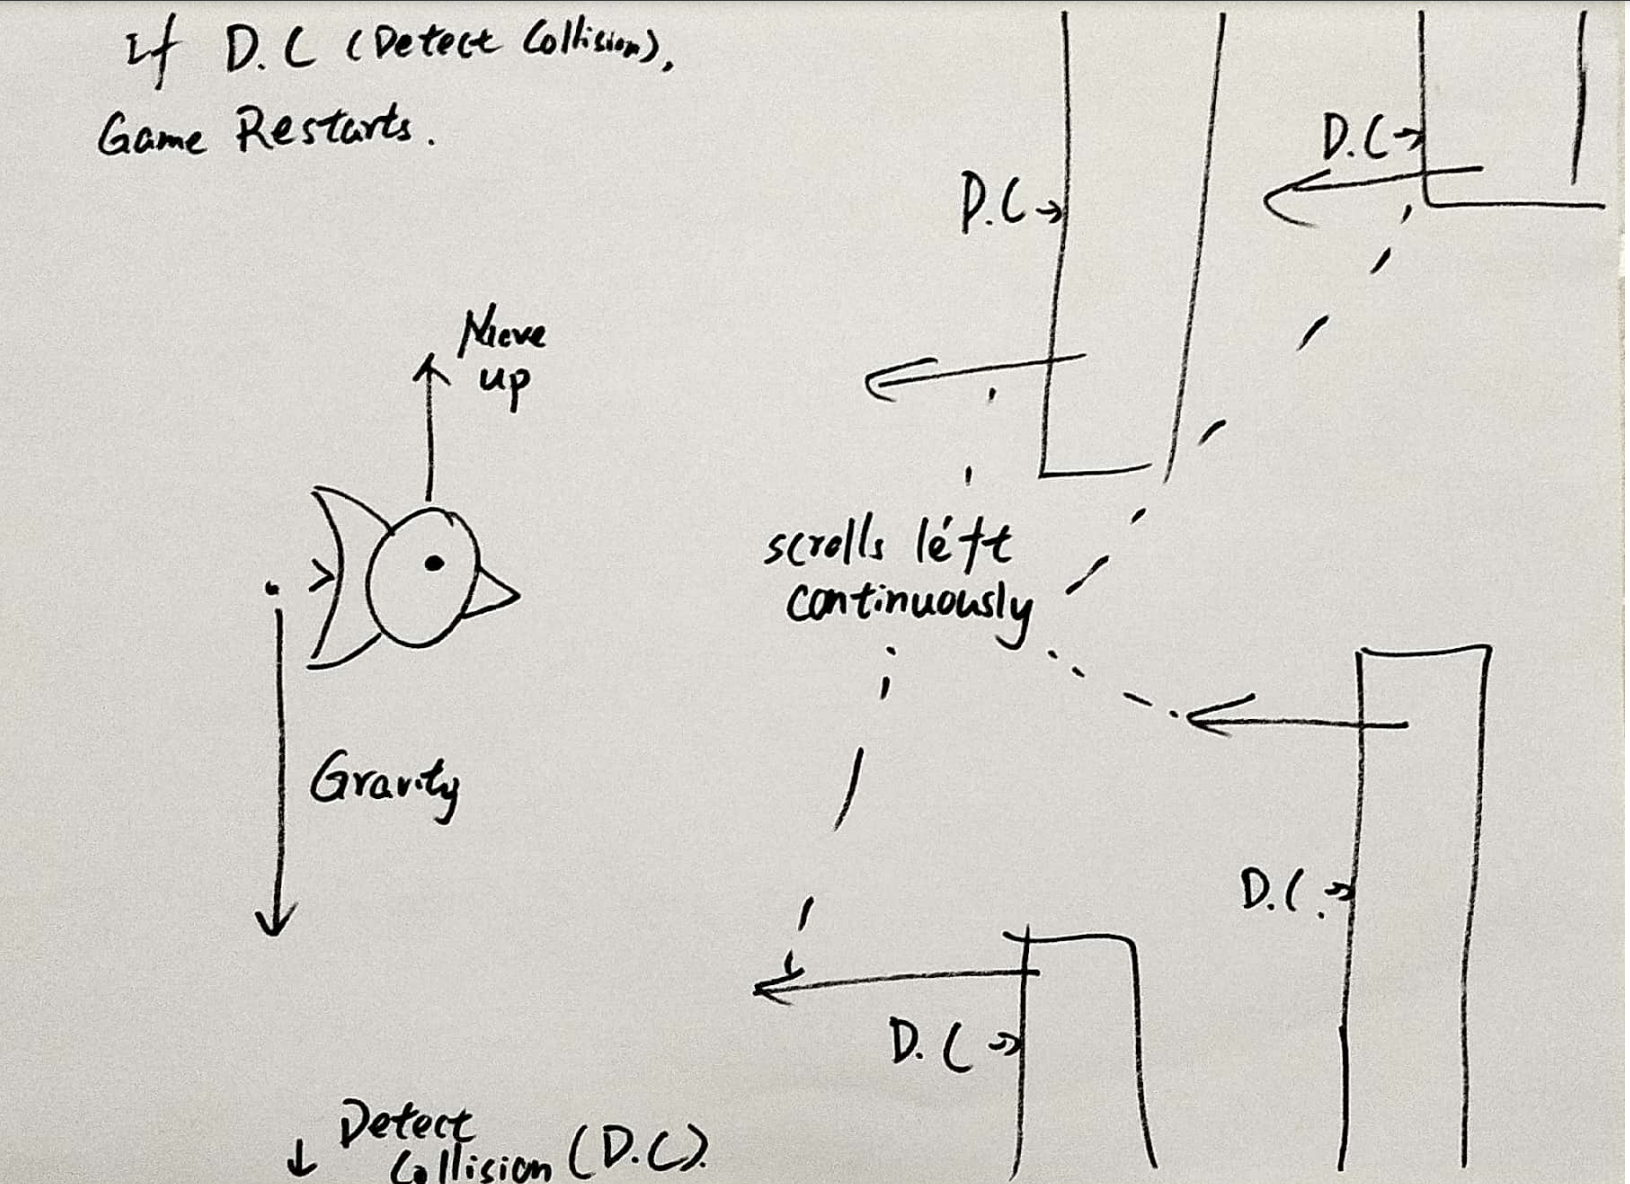 If D.C (Detect Collision),
Game Restarts.
D.C
D.C
Move
up
scrolls left
continuously
Gravity
D.C.
D.C
Detect
Collision (D.C).